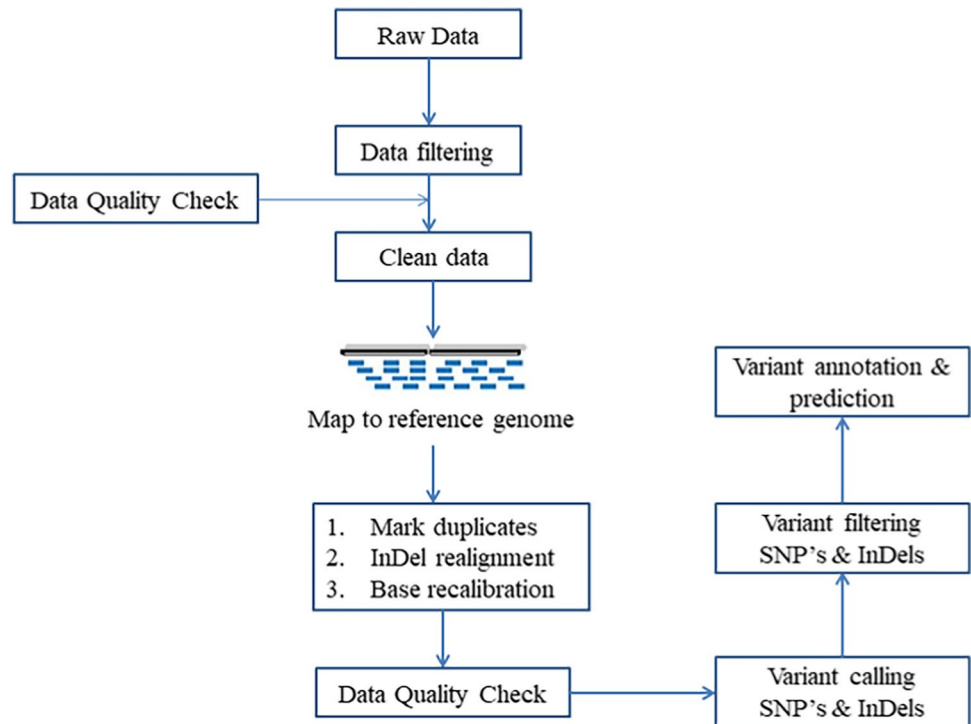 Raw Data
Data filtering
Data Quality Check
Clean data
Map to reference genome
1. Mark duplicates
2. InDel realignment
3. Base recalibration
Data Quality Check
Variant calling
SNP's & InDels
Variant filtering
SNP's & InDels
Variant annotation &
prediction